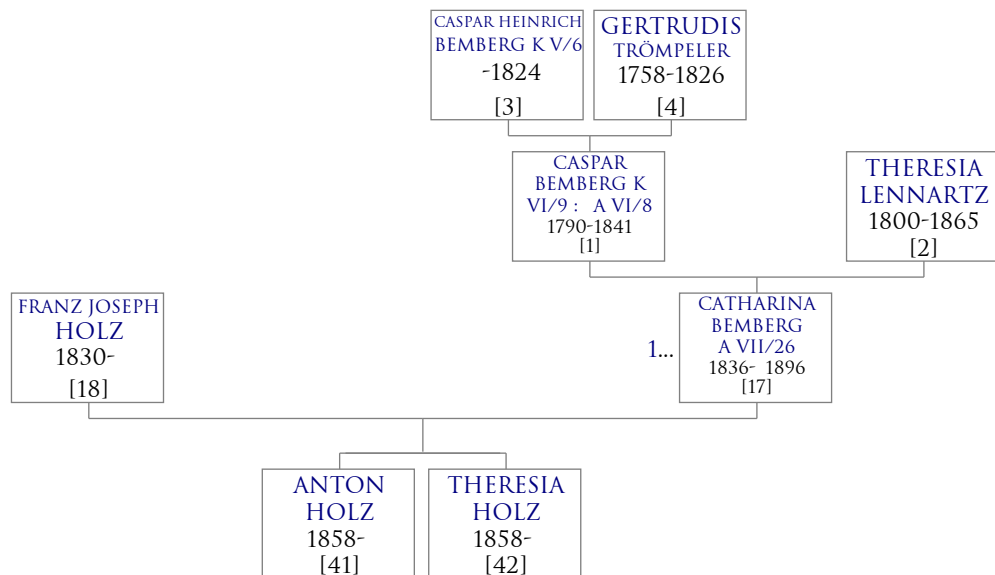 CASPAR HEINRICH
BEMBERG K V/6
-1824
[3]
GERTRUDIS
TRÖMPELER
1758-1826
[4]
CASPAR
BEMBERG K
VI/9 : A VI/8
1790-1841
[1]
THERESIA
LENNARTZ
1800-1865
[2]
FRANZ JOSEPH
HOLZ
1830-
[18]
1...
CATHARINA
BEMBERG
A VII/26
1836- 1896
[17]
ANTON
HOLZ
1858-
[41]
THERESIA
HOLZ
1858-
[42]